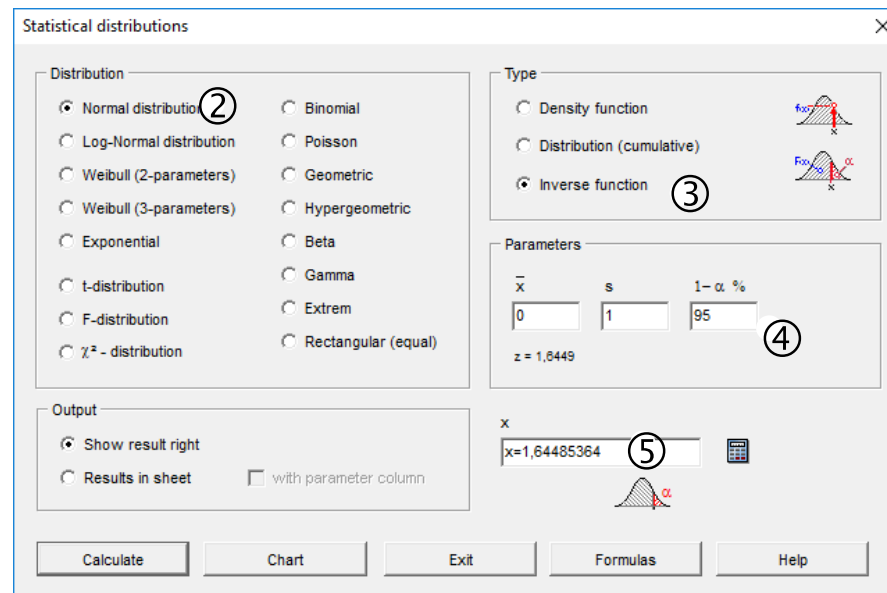 Statistical distributions
Distribution
Normal distribution ②
Log-Normal distribution
Weibull (2-parameters)
Weibull (3-parameters)
Exponential
t-distribution
F-distribution
χ² - distribution
Binomial
Poisson
Geometric
Hypergeometric
Beta
Gamma
Extrem
Rectangular (equal)
Type
Density function
Distribution (cumulative)
Inverse function ③
f(x)
x
F(x)
α
x
Parameters
x̅ s 1- α %
0 1 95 ④
z = 1,6449
Output
Show result right
Results in sheet with parameter column
x
x=1,64485364 ⑤
α
Calculate Chart Exit Formulas Help